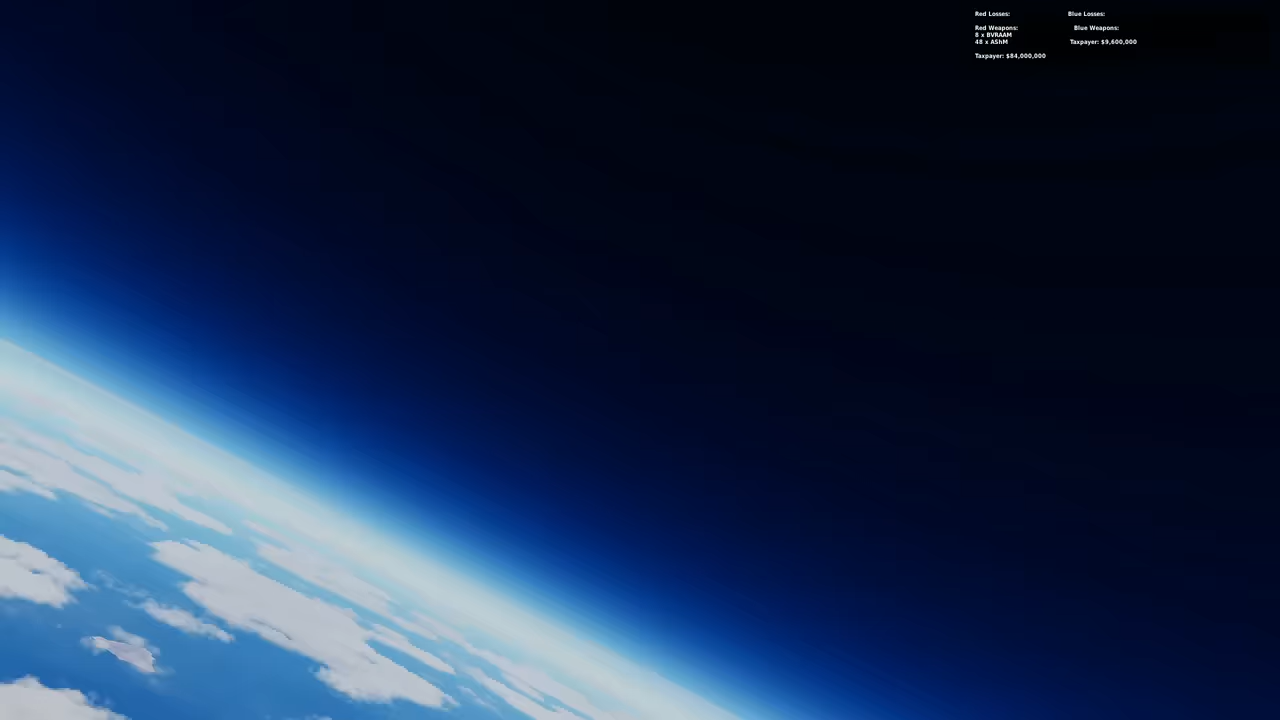 Red Losses:
Red Weapons:
8 x BVRAAM
48 x AShM
Taxpayer: $84,000,000
Blue Losses:
Blue Weapons:
Taxpayer: $9,600,000